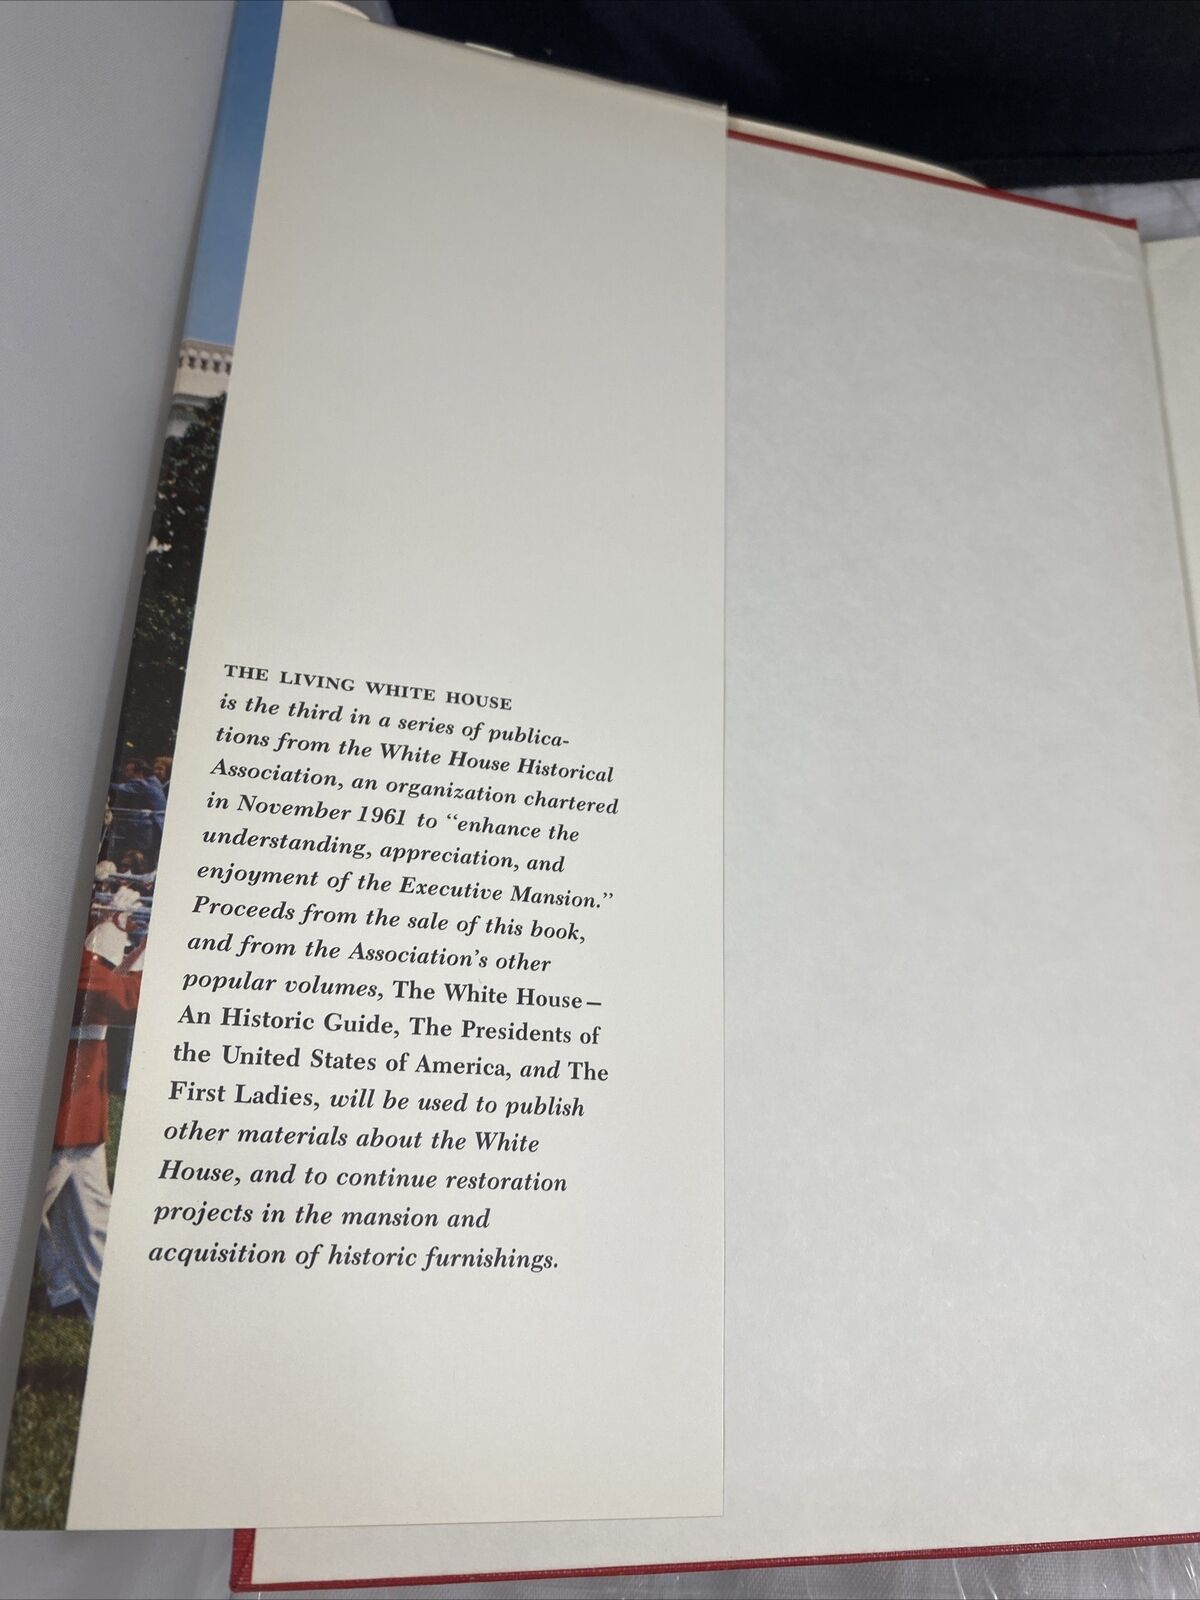 THE LIVING WHITE HOUSE
is the third in a series of publica-
tions from the White House Historical
Association, an organization chartered
in November 1961 to “enhance the
understanding, appreciation, and
enjoyment of the Executive Mansion.”
Proceeds from the sale of this book,
and from the Association’s other
popular volumes, The White House—
An Historic Guide, The Presidents of
the United States of America, and The
First Ladies, will be used to publish
other materials about the White
House, and to continue restoration
projects in the mansion and
acquisition of historic furnishings.